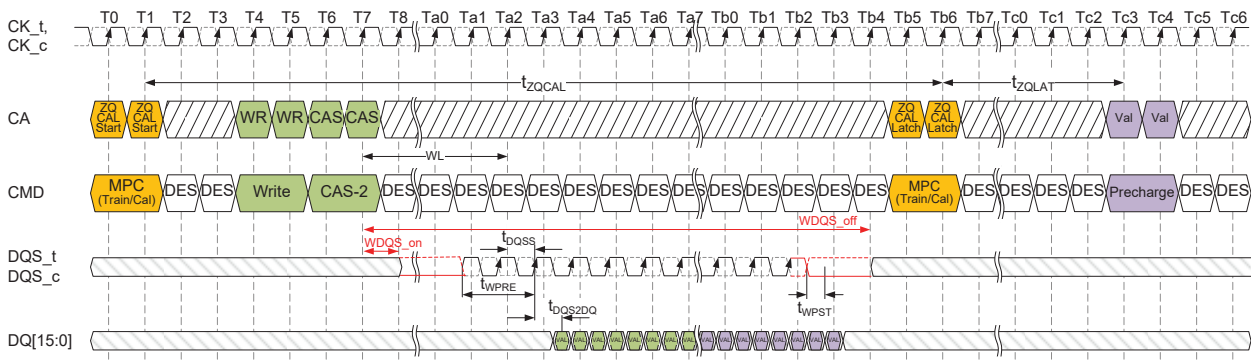 T0 T1 T2 T3 T4 T5 T6 T7 T8 Ta0 Ta1 Ta2 Ta3 Ta4 Ta5 Ta6 Ta7 Tb0 Tb1 Tb2 Tb3 Tb4 Tb5 Tb6 Tb7 Tc0 Tc1 Tc2 Tc3 Tc4 Tc5 Tc6
CK_t,
CK_c
tZQCAL tZQLAT
CA
ZQ CAL Start ZQ CAL Start WR WR CAS CAS ZQ CAL Latch ZQ CAL Latch Val Val
WL
CMD
MPC (Train/Cal) DES DES Write CAS-2 DES DES DES DES DES DES DES DES DES DES DES DES DES DES MPC (Train/Cal) DES DES DES DES Precharge DES DES
WDQS_off
WDQS_on tDQSS
DQS_t
DQS_c
tWPRE tWPST
tDQS2DQ
DQ[15:0]
VAL VAL VAL VAL VAL VAL VAL VAL VAL VAL VAL VAL VAL VAL VAL VAL